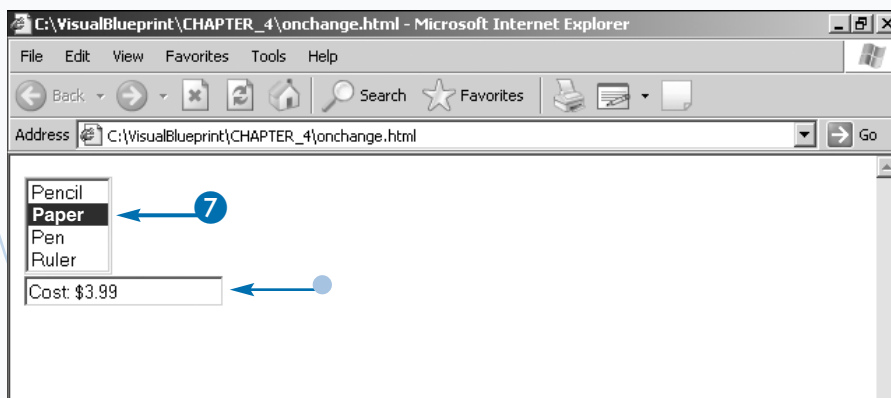 C:\VisualBlueprint\CHAPTER_4\onchange.html - Microsoft Internet Explorer
File Edit View Favorites Tools Help
Back Search Favorites
Address C:\VisualBlueprint\CHAPTER_4\onchange.html Go
Pencil
Paper 7
Pen
Ruler
Cost: $3.99